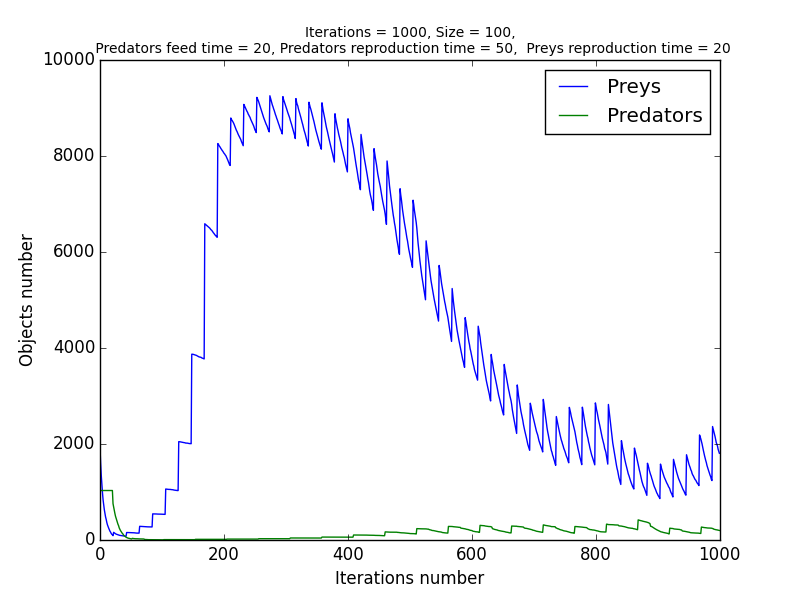 Iterations = 1000, Size = 100,
Predators feed time = 20, Predators reproduction time = 50,  Preys reproduction time = 20
10000
8000
6000
4000
2000
0
Objects number
Preys
Predators
0 200 400 600 800 1000
Iterations number